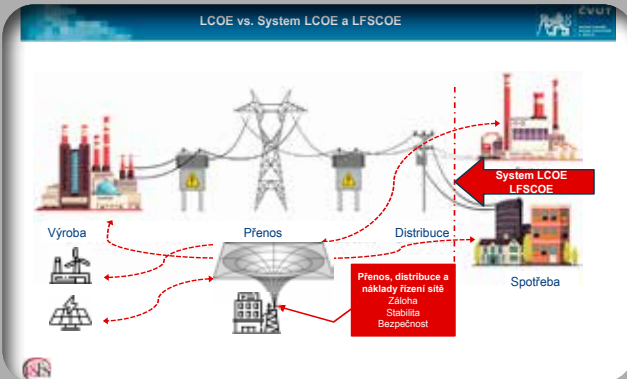 LCOE vs. System LCOE a LFSCOE
ČVUT
System LCOE
LFSCOE
Výroba
Přenos
Distribuce
Spotřeba
Přenos, distribuce a
náklady řízení sítě
Záloha
Stabilita
Bezpečnost